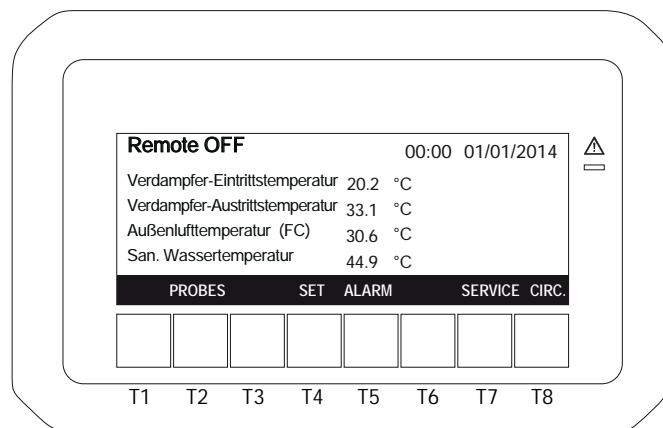 Remote OFF 00:00 01/01/2014
Verdampfer-Eintrittstemperatur 20.2 °C
Verdampfer-Austrittstemperatur 33.1 °C
Außenlufttemperatur (FC) 30.6 °C
San. Wassertemperatur 44.9 °C
PROBES SET ALARM SERVICE CIRC.
T1 T2 T3 T4 T5 T6 T7 T8